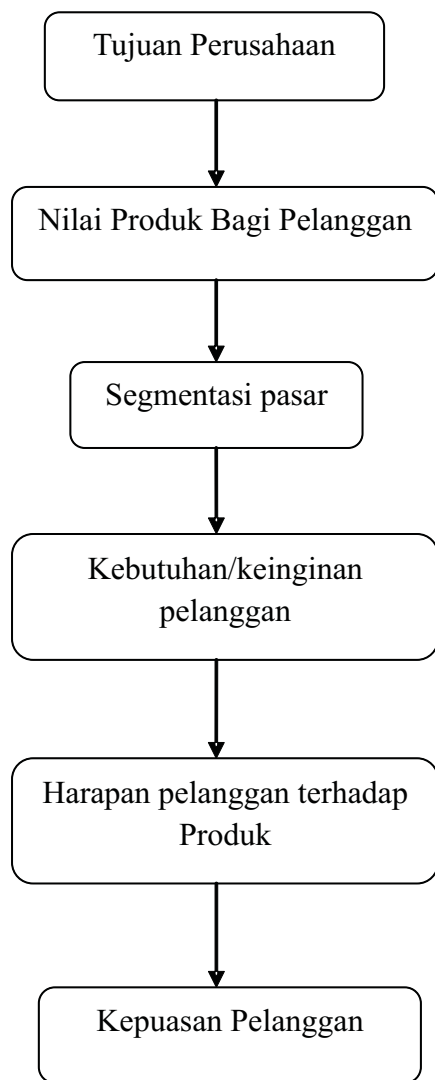 Tujuan Perusahaan
Nilai Produk Bagi Pelanggan
Segmentasi pasar
Kebutuhan/keinginan
pelanggan
Harapan pelanggan terhadap
Produk
Kepuasan Pelanggan